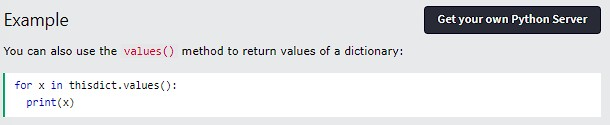 Example
Get your own Python Server
You can also use the values() method to return values of a dictionary:
for x in thisdict.values():
  print(x)